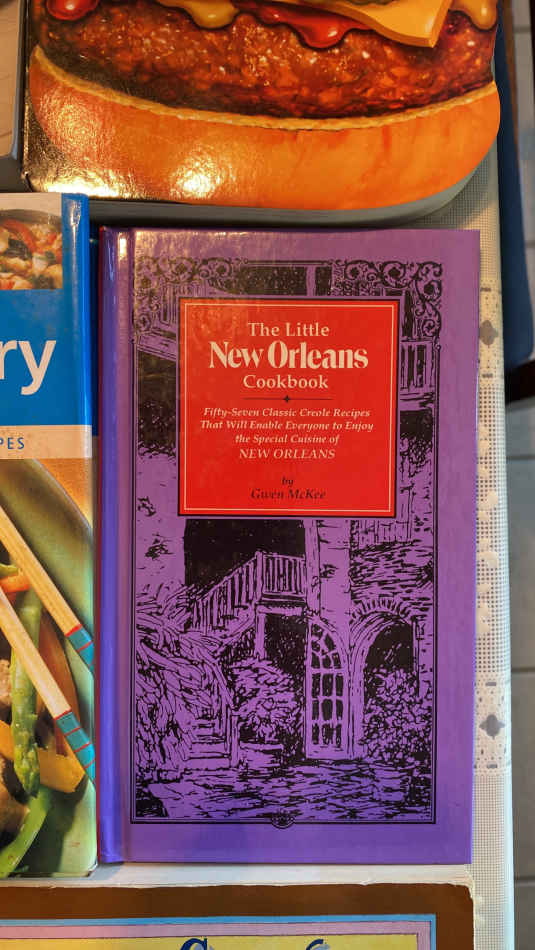 ry
PES
The Little
New Orleans
Cookbook
Fifty-Seven Classic Creole Recipes
That Will Enable Everyone to Enjoy
the Special Cuisine of
NEW ORLEANS
by
Gwen McKee